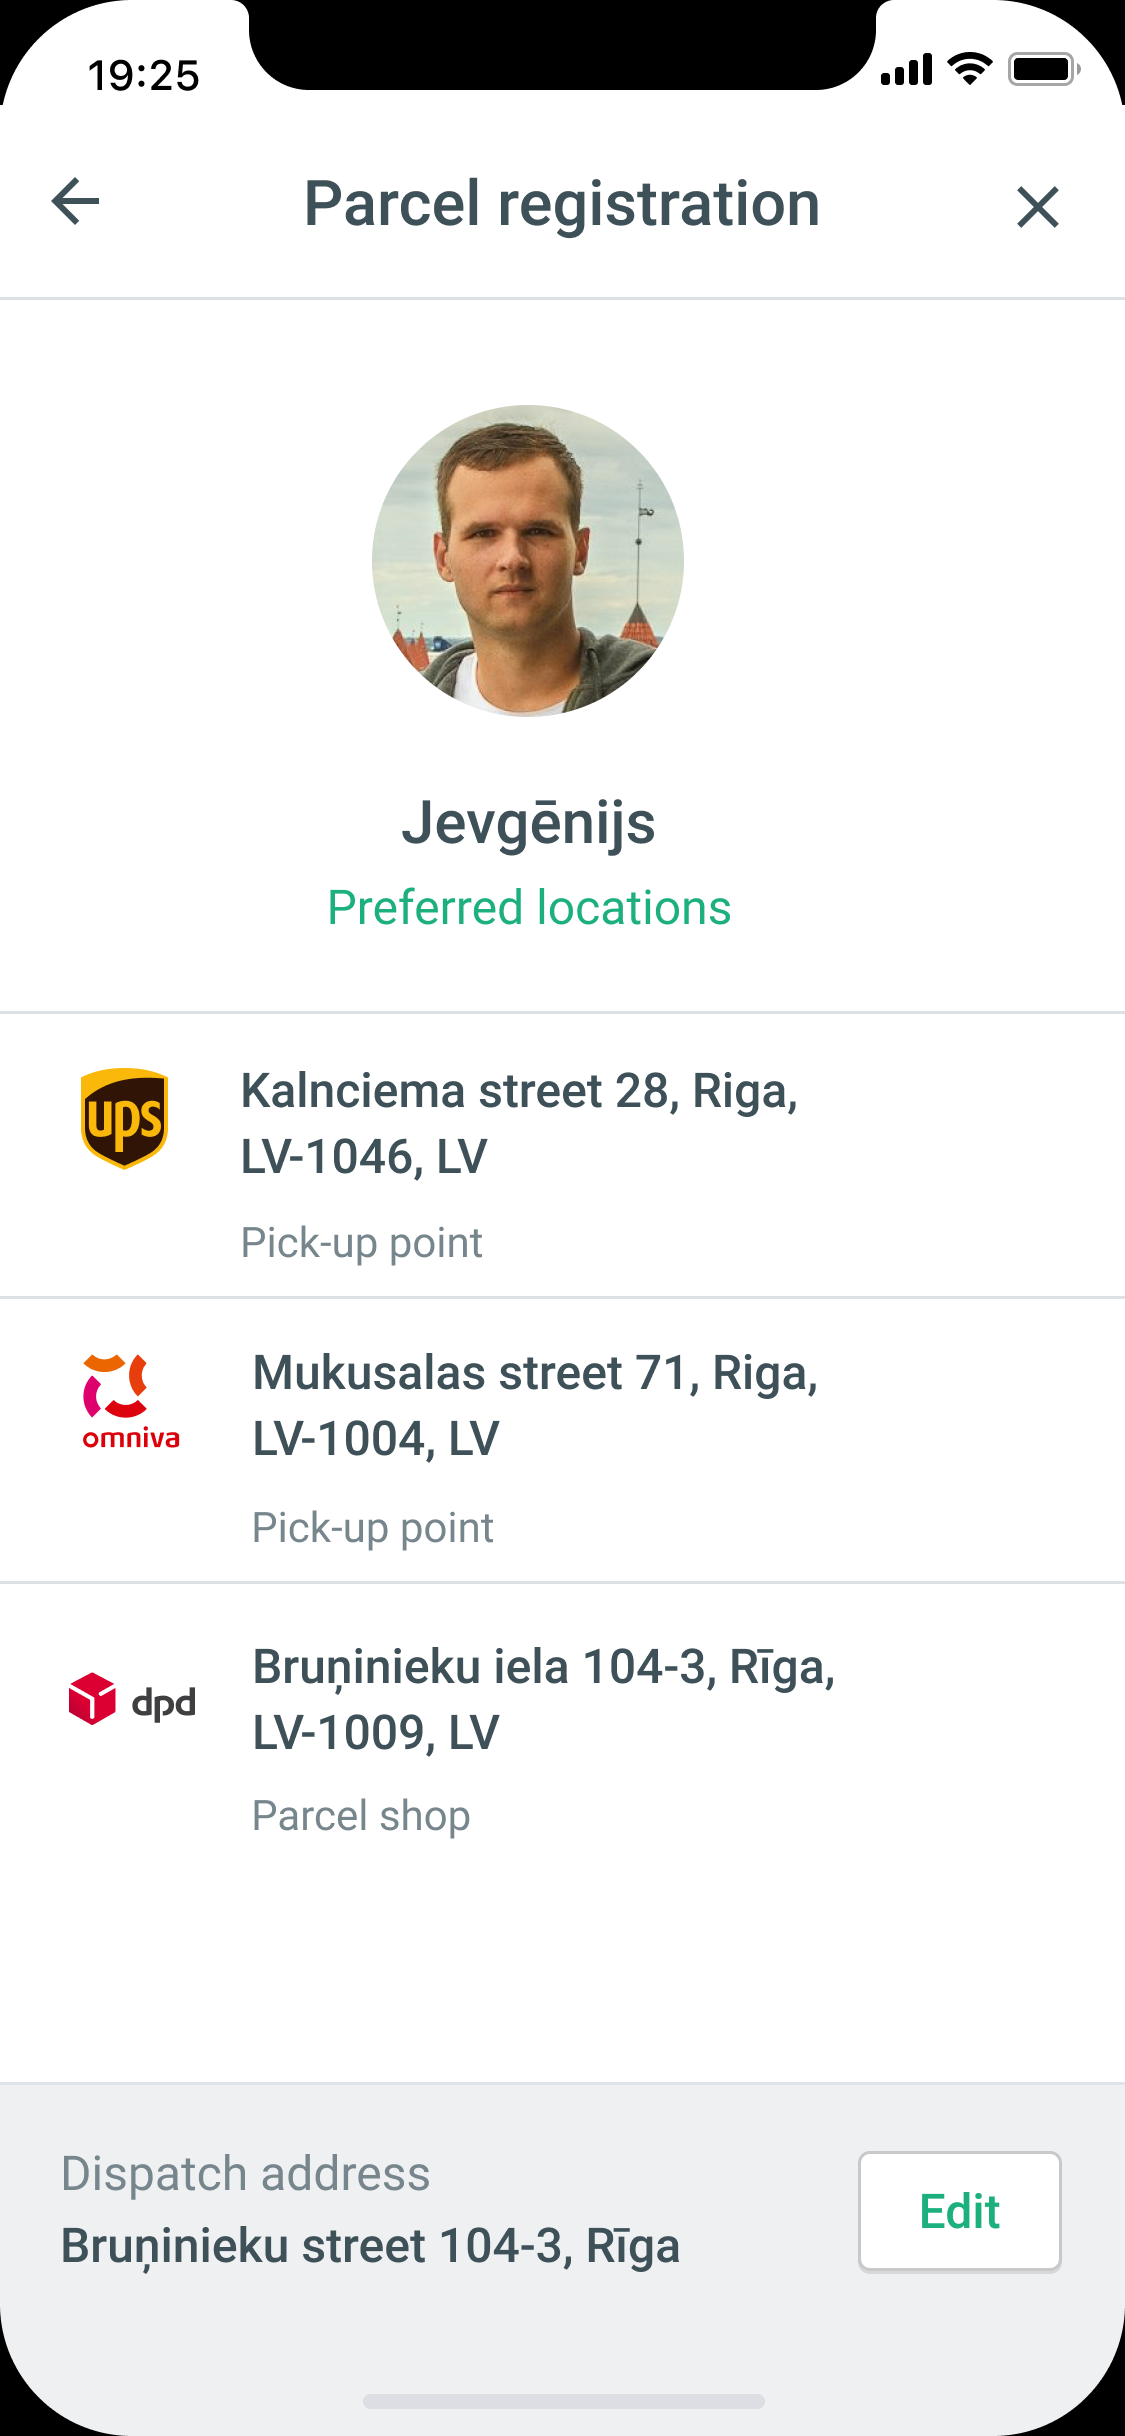 19:25
Parcel registration
Jevgēnijs
Preferred locations
ups
Kalnciema street 28, Riga,
LV-1046, LV
Pick-up point
omniva
Mukusalas street 71, Riga,
LV-1004, LV
Pick-up point
dpd
Bruņinieku iela 104-3, Rīga,
LV-1009, LV
Parcel shop
Dispatch address
Bruņinieku street 104-3, Rīga
Edit